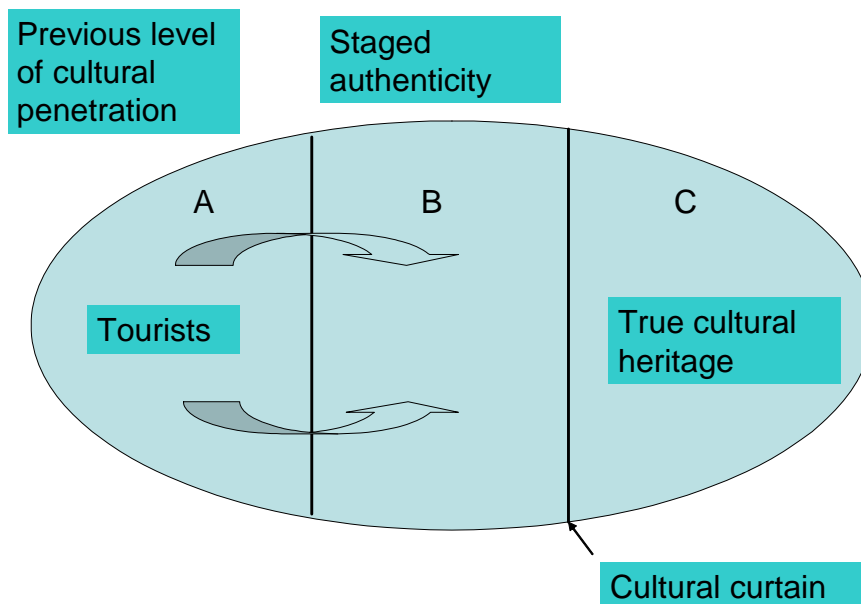 Previous level
of cultural
penetration
Staged
authenticity
A
B
C
Tourists
True cultural
heritage
Cultural curtain